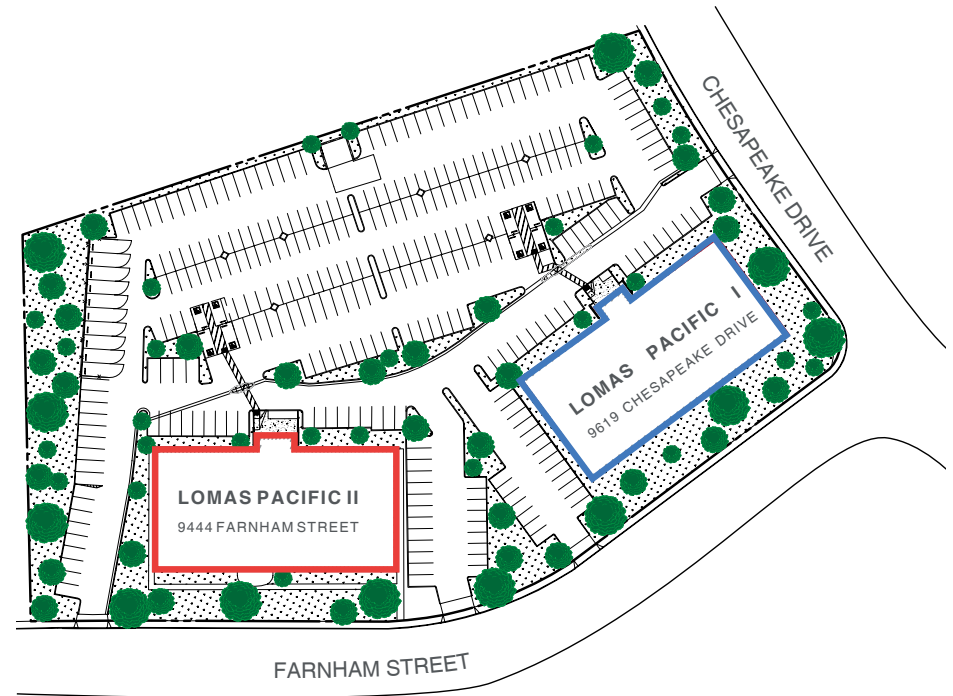 CHESAPEAKE DRIVE
LOMAS PACIFIC I
9619 CHESAPEAKE DRIVE
LOMAS PACIFIC II
9444 FARNHAM STREET
FARNHAM STREET